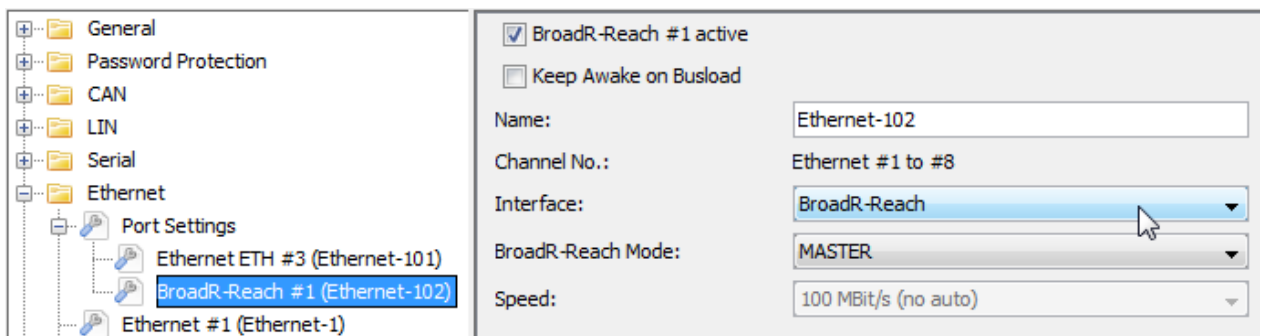 General
Password Protection
CAN
LIN
Serial
Ethernet
Port Settings
Ethernet ETH #3 (Ethernet-101)
BroadR-Reach #1 (Ethernet-102)
Ethernet #1 (Ethernet-1)
BroadR-Reach #1 active
Keep Awake on Busload
Name: Ethernet-102
Channel No.: Ethernet #1 to #8
Interface: BroadR-Reach
BroadR-Reach Mode: MASTER
Speed: 100 MBit/s (no auto)